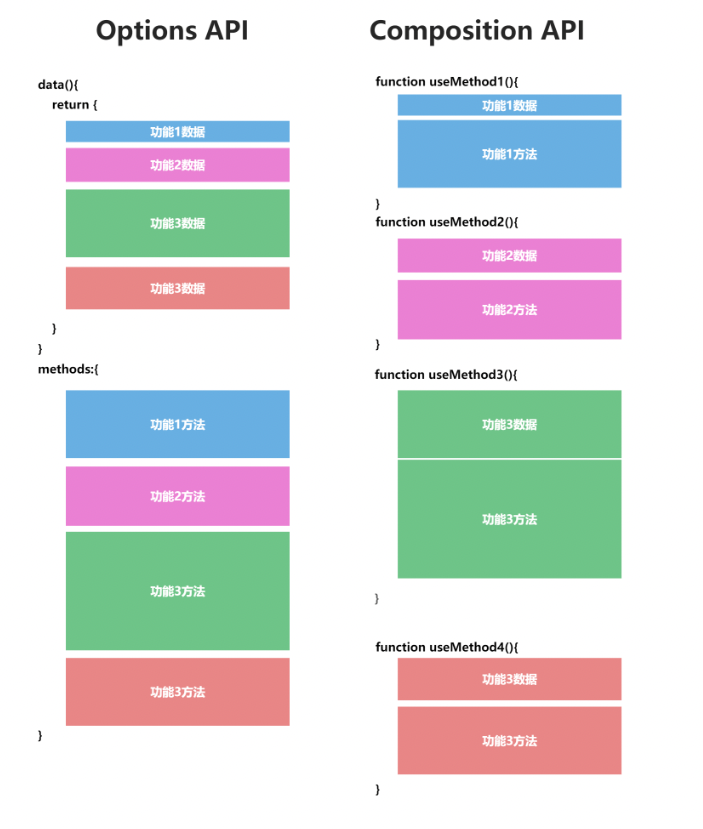 Options API
data(){
return {
功能1数据
功能2数据
功能3数据
功能3数据
}
}
methods:{
功能1方法
功能2方法
功能3方法
功能3方法
}
Composition API
function useMethod1(){
功能1数据
功能1方法
}
function useMethod2(){
功能2数据
功能2方法
}
function useMethod3(){
功能3数据
功能3方法
}
function useMethod4(){
功能3数据
功能3方法
}